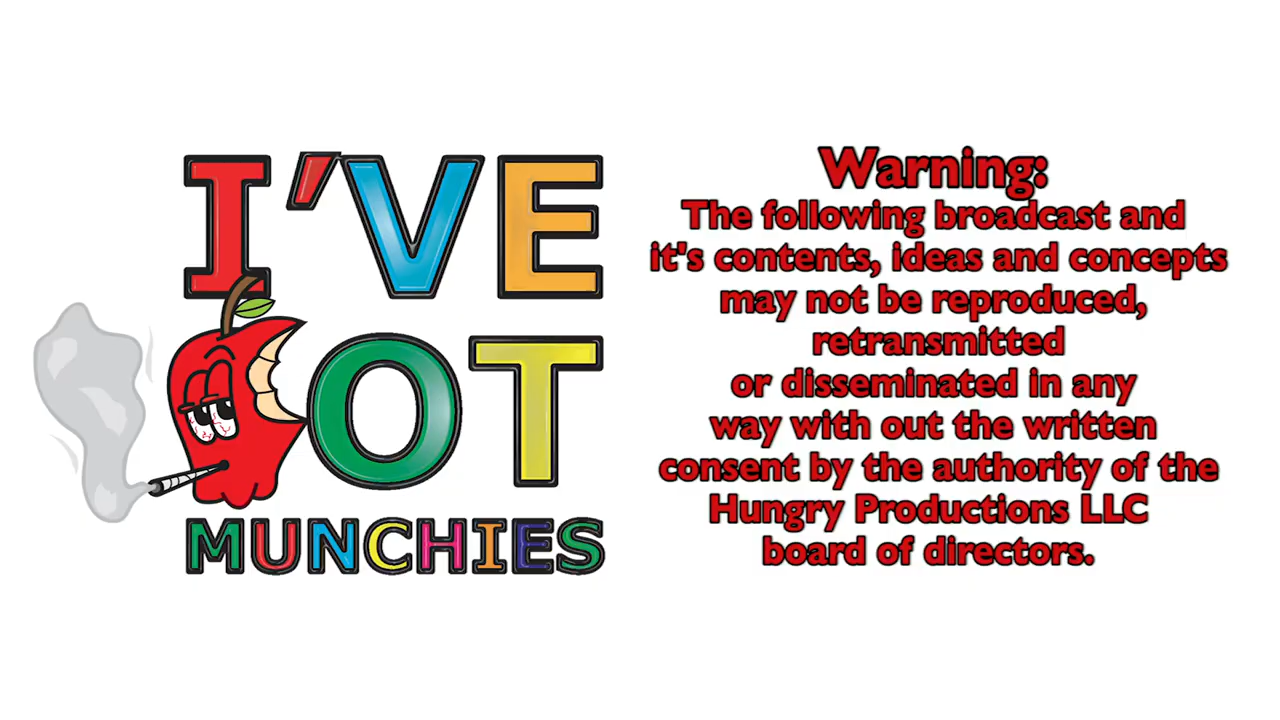 I'VE
OT
MUNCHIES
Warning:
The following broadcast and
it's contents, ideas and concepts
may not be reproduced,
retransmitted
or disseminated in any
way with out the written
consent by the authority of the
Hungry Productions LLC
board of directors.